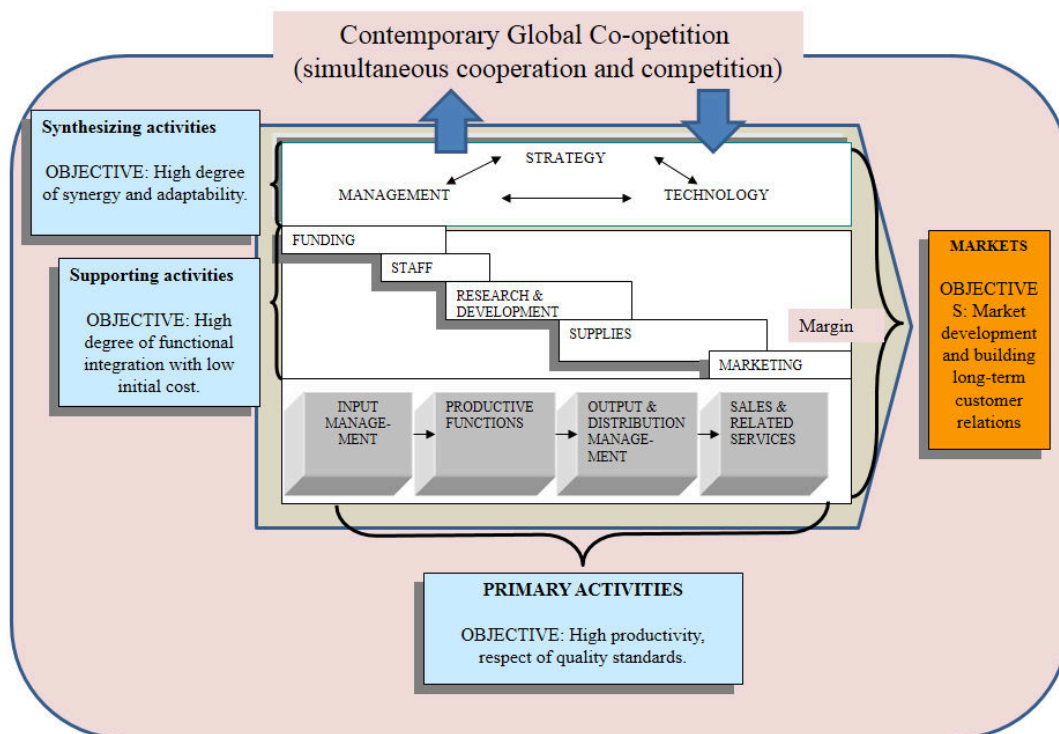 Contemporary Global Co-opetition
(simultaneous cooperation and competition)
Synthesizing activities
OBJECTIVE: High degree
of synergy and adaptability.
STRATEGY
MANAGEMENT
TECHNOLOGY
FUNDING
STAFF
RESEARCH &
DEVELOPMENT
SUPPLIES
MARKETING
Supporting activities
OBJECTIVE: High
degree of functional
integration with low
initial cost.
Margin
MARKETS
OBJECTIVE
S: Market
development
and building
long-term
customer
relations
INPUT
MANAGE-
MENT
PRODUCTIVE
FUNCTIONS
OUTPUT &
DISTRIBUTION
MANAGE-
MENT
SALES &
RELATED
SERVICES
PRIMARY ACTIVITIES
OBJECTIVE: High productivity,
respect of quality standards.